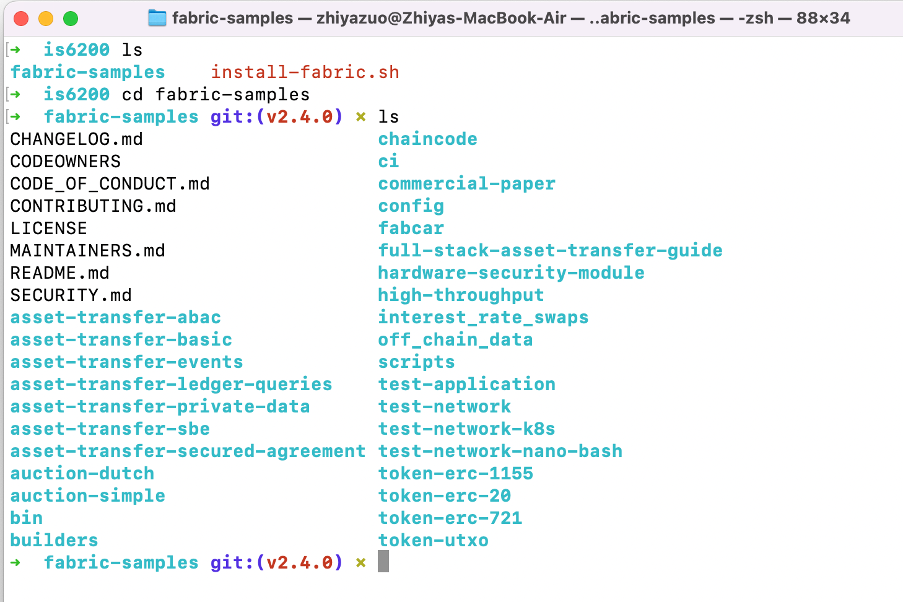 fabric-samples — zhiyazuo@Zhiyas-MacBook-Air — ..abric-samples — -zsh — 88×34
[➜  is6200 ls
fabric-samples    install-fabric.sh
[➜  is6200 cd fabric-samples
[➜  fabric-samples git:(v2.4.0) ✗ ls
CHANGELOG.md                       chaincode
CODEOWNERS                         ci
CODE_OF_CONDUCT.md                 commercial-paper
CONTRIBUTING.md                    config
LICENSE                            fabcar
MAINTAINERS.md                     full-stack-asset-transfer-guide
README.md                          hardware-security-module
SECURITY.md                        high-throughput
asset-transfer-abac                interest_rate_swaps
asset-transfer-basic               off_chain_data
asset-transfer-events              scripts
asset-transfer-ledger-queries      test-application
asset-transfer-private-data        test-network
asset-transfer-sbe                 test-network-k8s
asset-transfer-secured-agreement   test-network-nano-bash
auction-dutch                      token-erc-1155
auction-simple                     token-erc-20
bin                                token-erc-721
builders                           token-utxo
➜  fabric-samples git:(v2.4.0) ✗